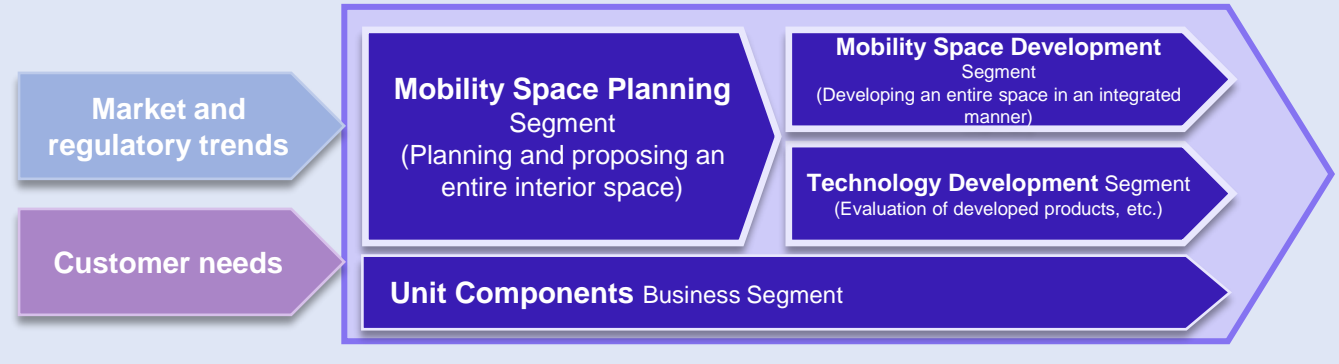 Market and
regulatory trends
Customer needs
Mobility Space Planning
Segment
(Planning and proposing an
entire interior space)
Mobility Space Development
Segment
(Developing an entire space in an integrated
manner)
Technology Development Segment
(Evaluation of developed products, etc.)
Unit Components Business Segment